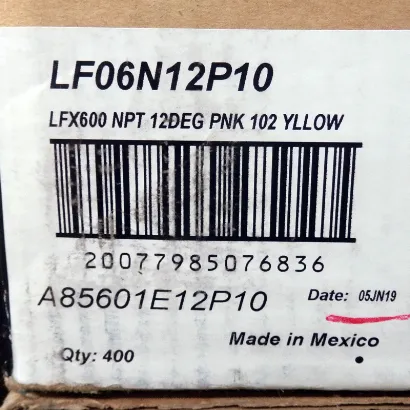 LF06N12P10
LFX600 NPT 12DEG PNK 102 YLLOW
20077985076836
A85601E12P10 Date: 05JN19
Made in Mexico
Qty: 400